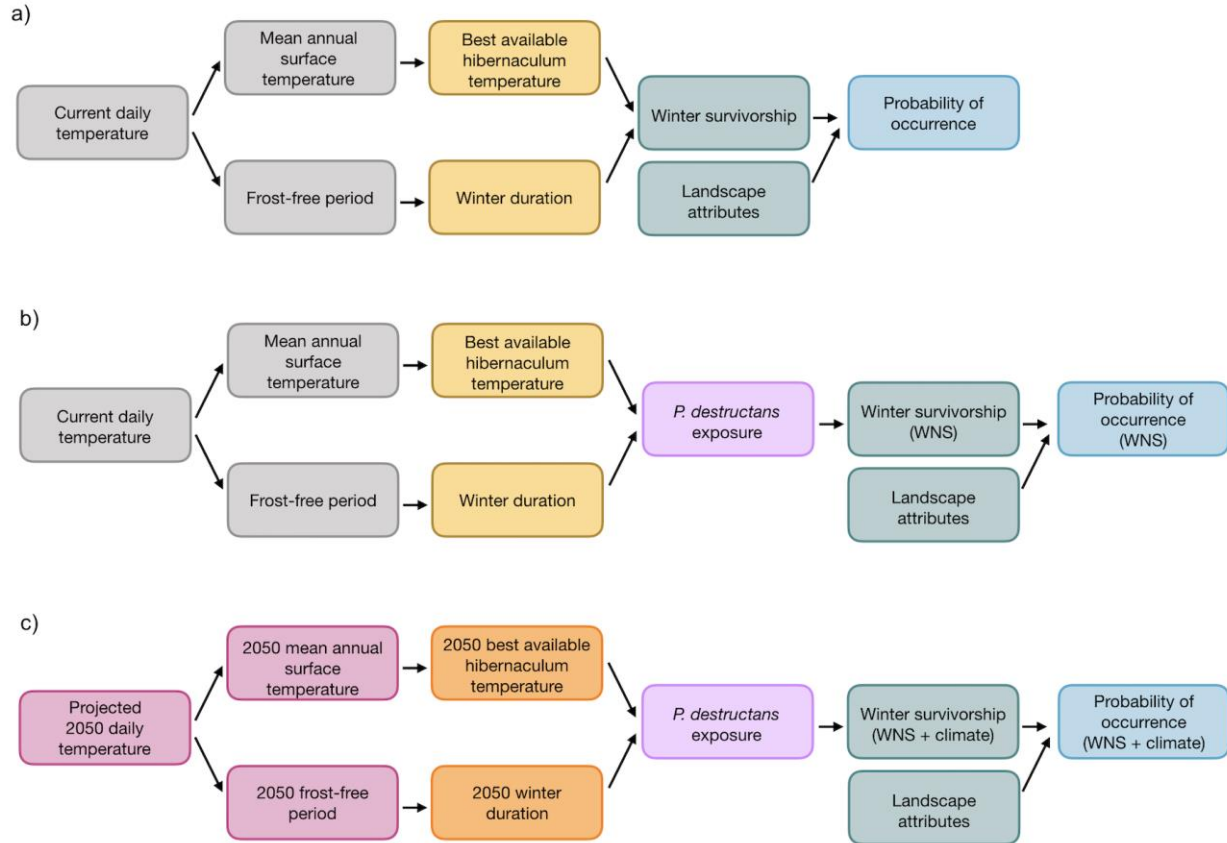 a)
Current daily
temperature
Mean annual
surface
temperature
Frost-free period
Best available
hibernaculum
temperature
Winter duration
Winter survivorship
Landscape
attributes
Probability of
occurrence
b)
Current daily
temperature
Mean annual
surface
temperature
Frost-free period
Best available
hibernaculum
temperature
Winter duration
P. destructans
exposure
Winter survivorship
(WNS)
Landscape
attributes
Probability of
occurrence
(WNS)
c)
Projected
2050 daily
temperature
2050 mean annual
surface
temperature
2050 frost-free
period
2050 best available
hibernaculum
temperature
2050 winter
duration
P. destructans
exposure
Winter survivorship
(WNS + climate)
Landscape
attributes
Probability of
occurrence
(WNS + climate)